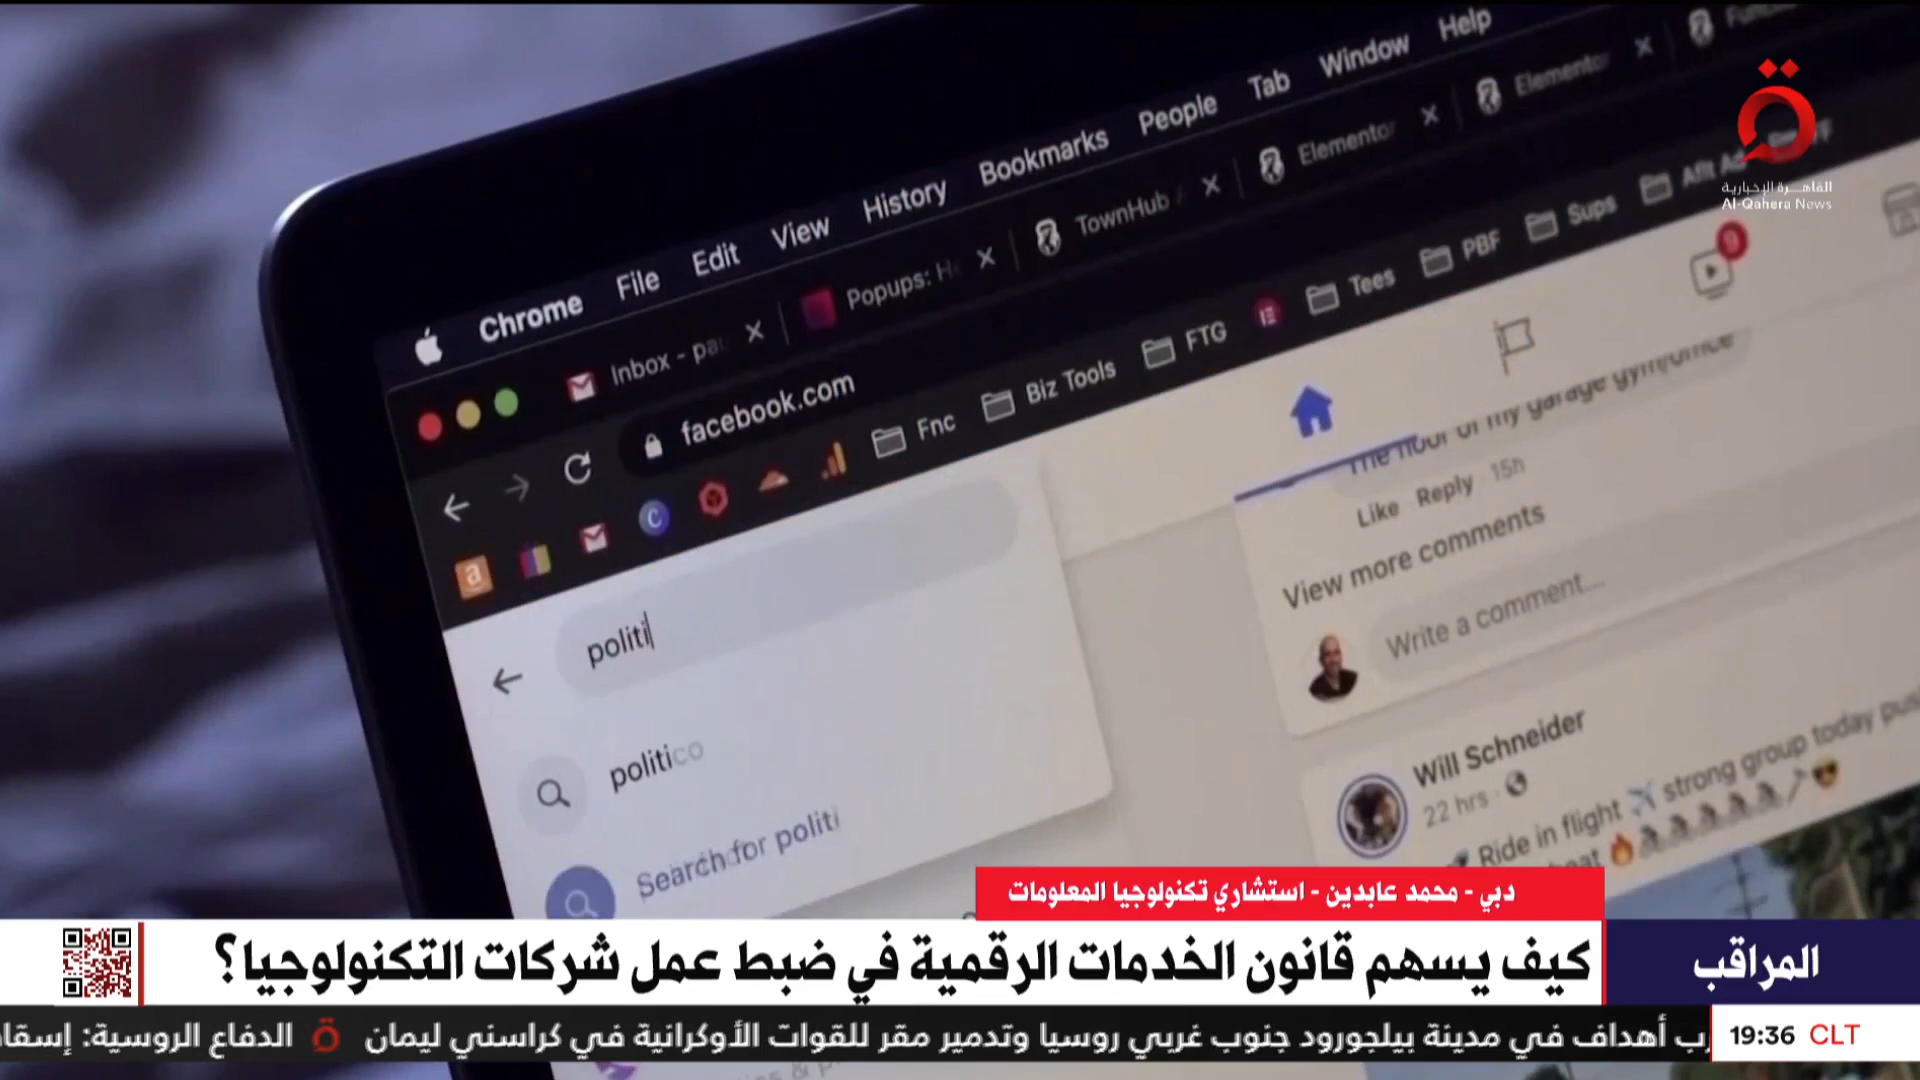 Chrome File Edit View History Bookmarks People Tab Window Help
Inbox - pa
Popups: H
TownHub
Elementor
Elemento
facebook.com
Fnc
Biz Tools
FTG
Tees
PBF
Sups
القاهرة الإخبارية
Al-Qahera News
9
politi
politico
Search for politi
Like Reply 15h
View more comments
Write a comment...
Will Schneider
22 hrs
Ride in flight strong group today
دبي - محمد عابدين - استشاري تكنولوجيا المعلومات
المراقب
كيف يسهم قانون الخدمات الرقمية في ضبط عمل شركات التكنولوجيا؟
أهداف في مدينة بيلجورود جنوب غربي روسيا وتدمير مقر للقوات الأوكرانية في كراسني ليمان
الدفاع الروسية:
19:36 CLT